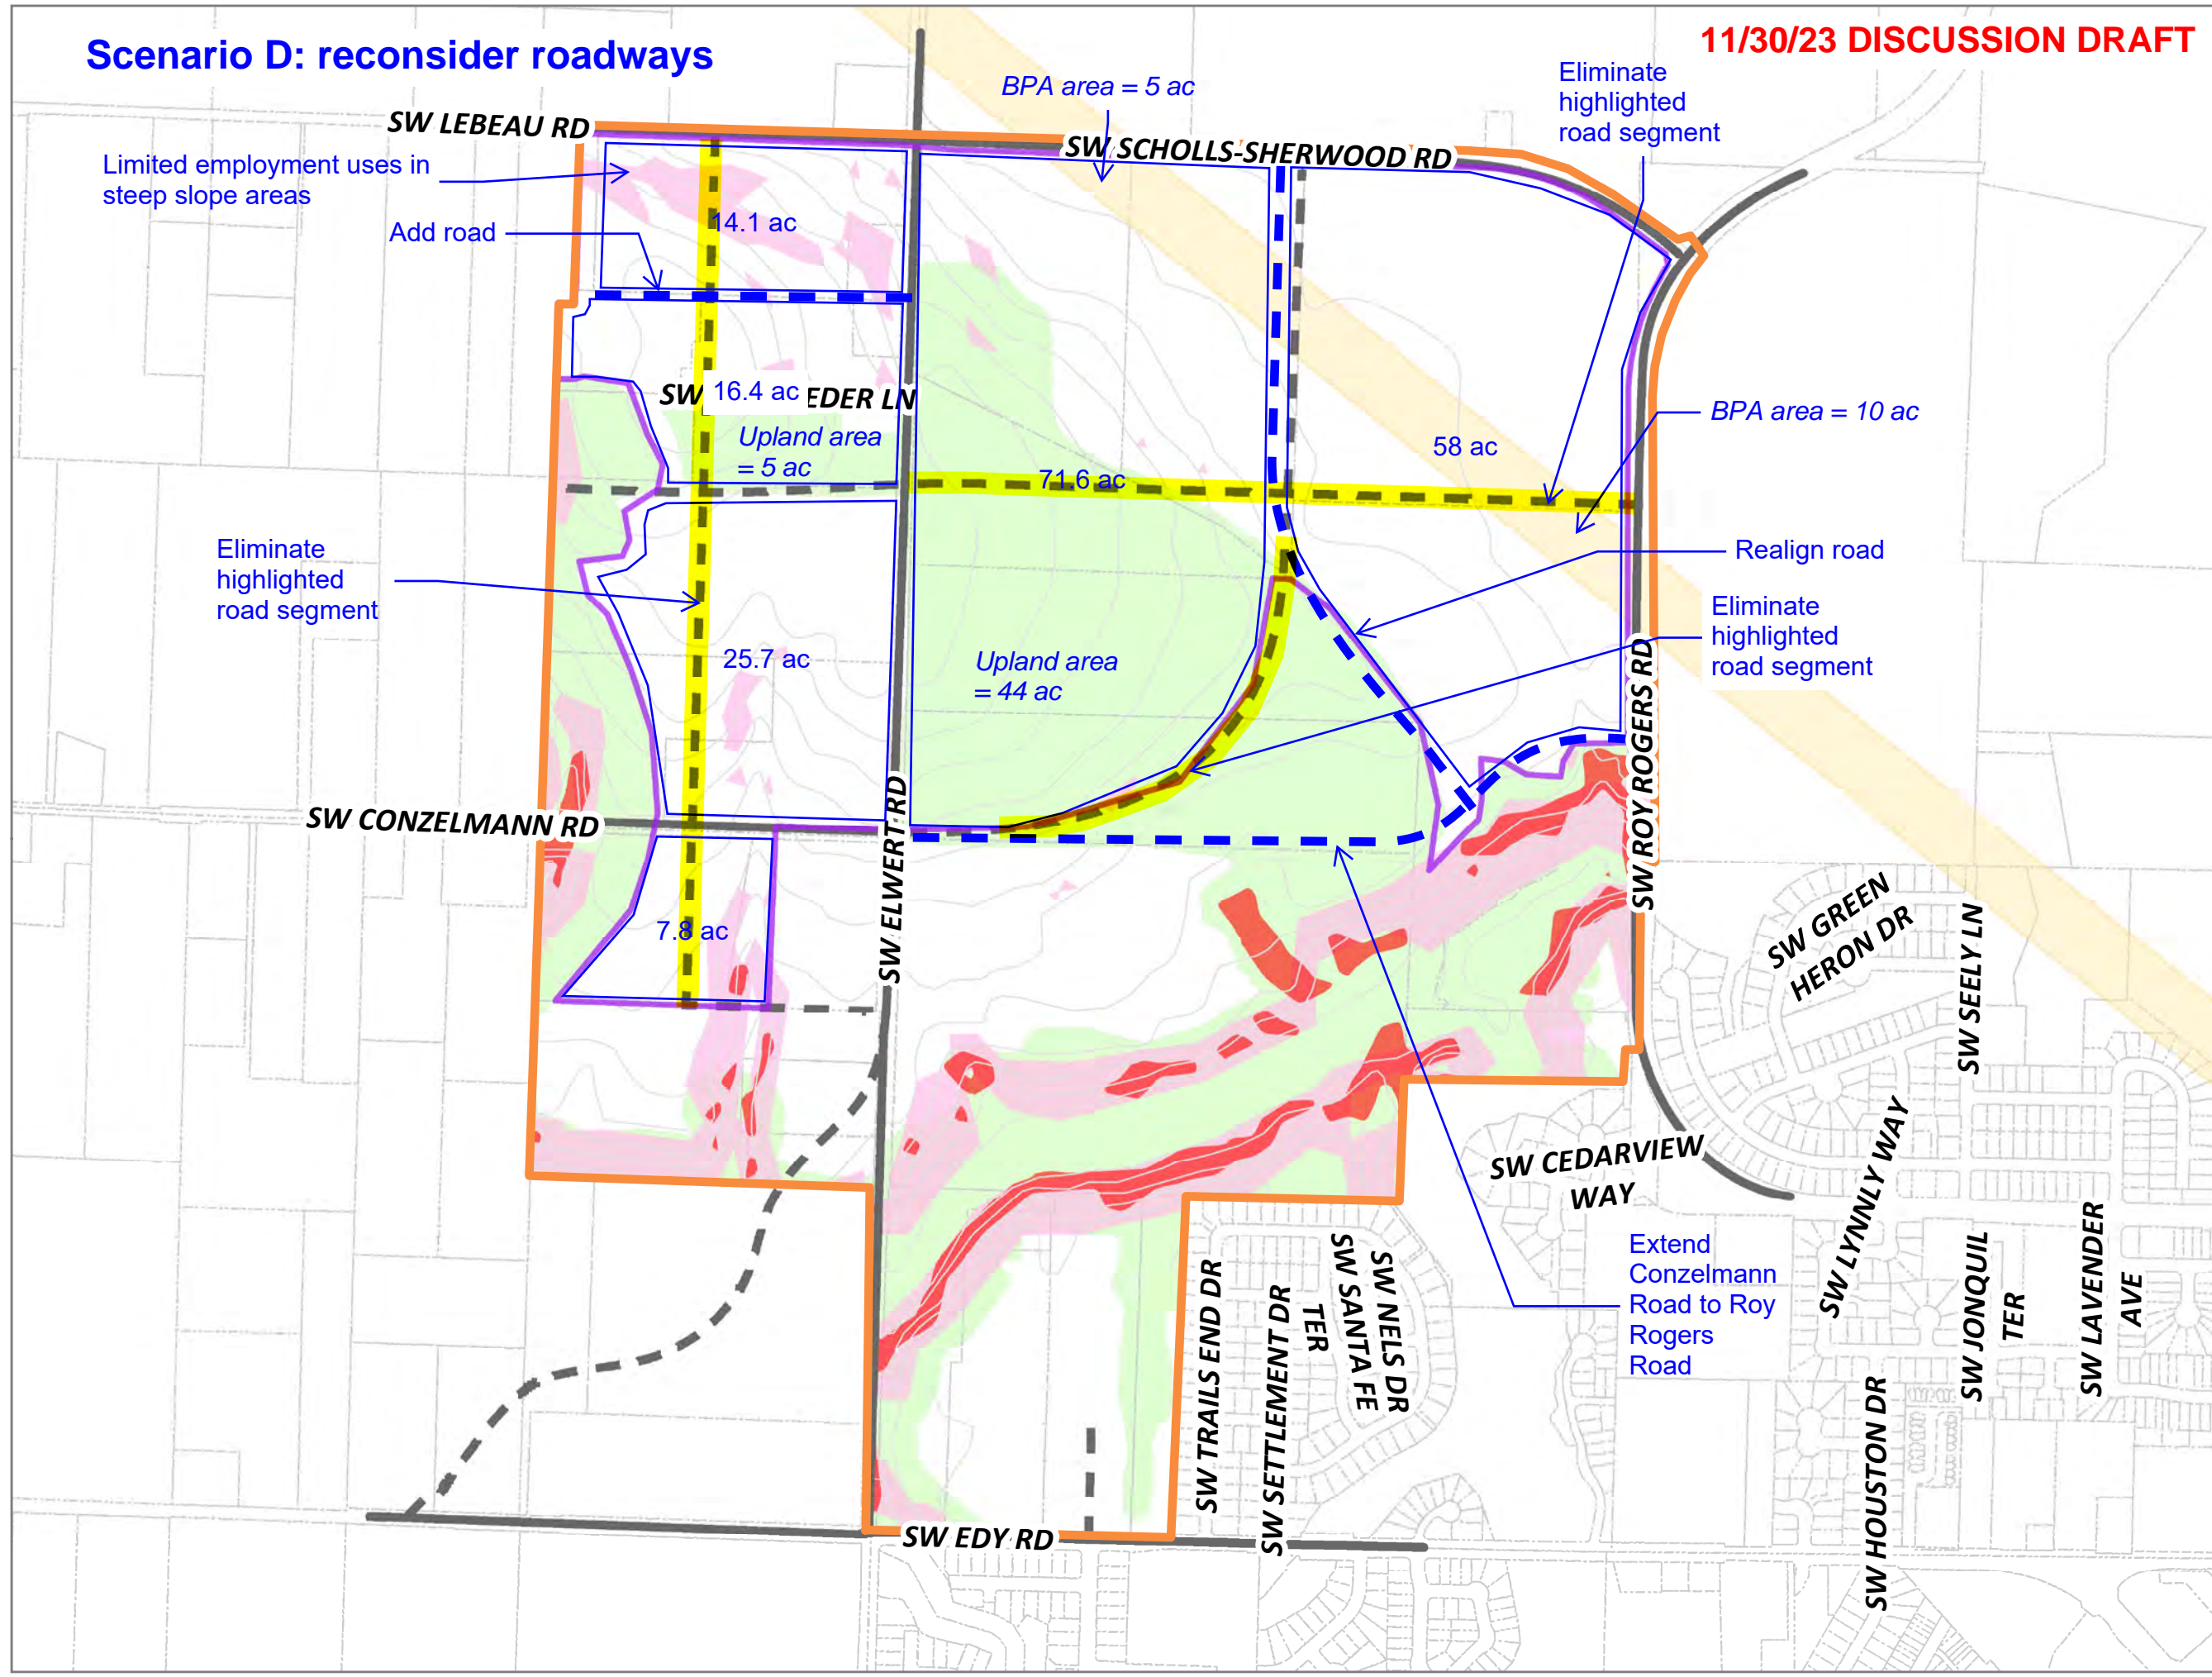 Scenario D: reconsider roadways
11/30/23 DISCUSSION DRAFT
BPA area = 5 ac
Eliminate
highlighted
road segment
SW LEBEAU RD
SW SCHOLLS-SHERWOOD RD
Limited employment uses in
steep slope areas
14.1 ac
Add road
SW
16.4 ac
EDER LN
Upland area
= 5 ac
BPA area = 10 ac
58 ac
71.6 ac
Eliminate
highlighted
road segment
Realign road
Eliminate
highlighted
road segment
25.7 ac
Upland area
= 44 ac
SW ROY ROGERS RD
SW CONZELMANN RD
SW ELWERT RD
7.8 ac
SW GREEN
HERON DR
SW SEELY LN
SW CEDARVIEW
WAY
SW LYNNLY WAY
Extend
Conzelmann
Road to Roy
Rogers
Road
SW TRAILS END DR
SW SETTLEMENT DR
SW SANTA FE
TER
SW NELS DR
SW JONQUIL
TER
SW LAVENDER
AVE
SW HOUSTON DR
SW EDY RD